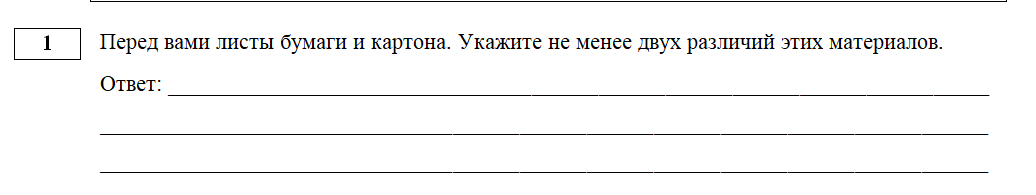 1 Перед вами листы бумаги и картона. Укажите не менее двух различий этих материалов.
Ответ: